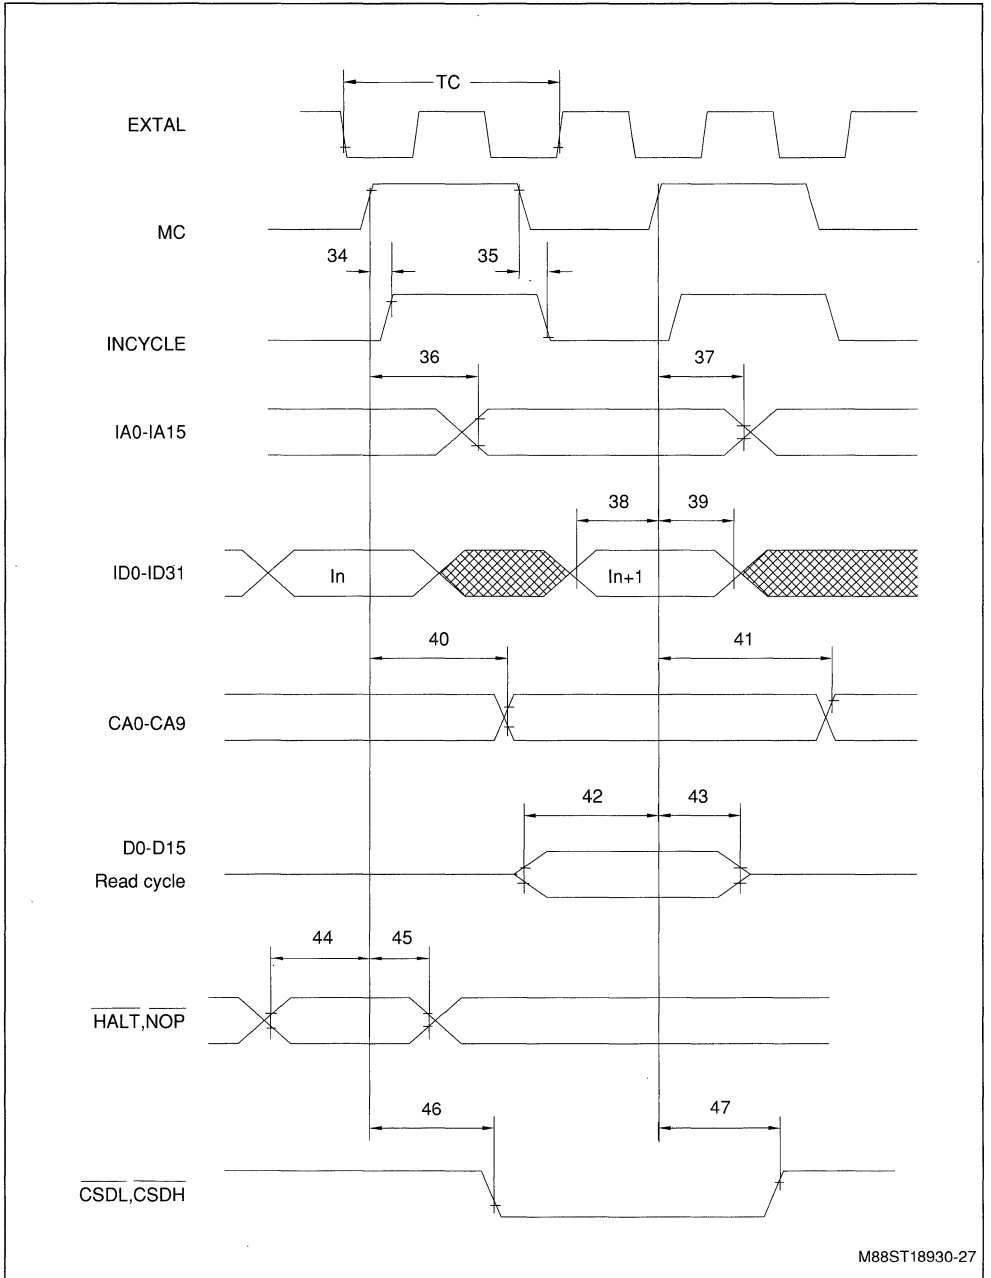 TC
EXTAL
MC
34 35
INCYCLE
36 37
IA0-IA15
38 39
ID0-ID31 In In+1
40 41
CA0-CA9
42 43
D0-D15
Read cycle
44 45
HALT,NOP
46 47
CSDL,CSDH
M88ST18930-27